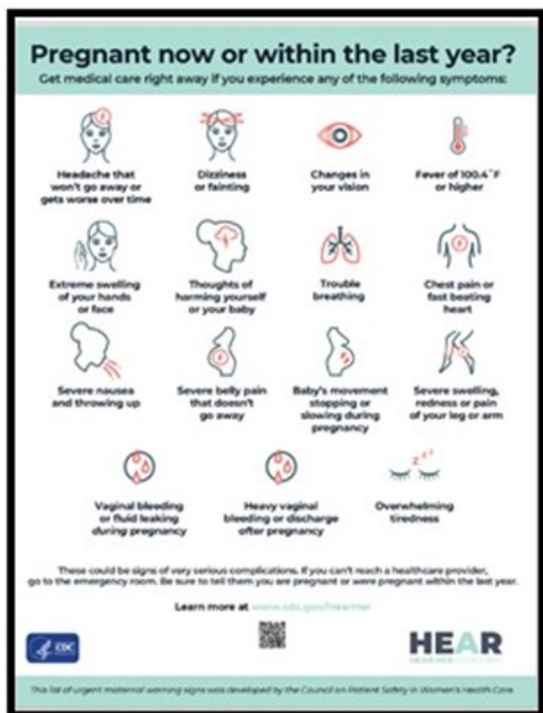 Pregnant now or within the last year?
Get medical care right away if you experience any of the following symptoms:
Headache that
won't go away or
gets worse over time
Dizziness
or fainting
Changes in
your vision
Fever of 100.4°F
or higher
Extreme swelling
of your hands
or face
Thoughts of
harming yourself
or your baby
Trouble
breathing
Chest pain or
fast beating
heart
Severe nausea
and throwing up
Severe belly pain
that doesn't
go away
Baby's movement
stopping or
slowing during
pregnancy
Severe swelling,
redness or pain
of your leg or arm
Vaginal bleeding
or fluid leaking
during pregnancy
Heavy vaginal
bleeding or discharge
after pregnancy
zzz
Overwhelming
tiredness
These could be signs of very serious complications. If you can't reach a healthcare provider,
go to the emergency room. Be sure to tell them you are pregnant or were pregnant within the last year.
Learn more at www.cdc.gov/HearHer
CDC
HEAR
HEAR HER
This list of urgent maternal warning signs was developed by the Council on Patient Safety in Women's Health Care